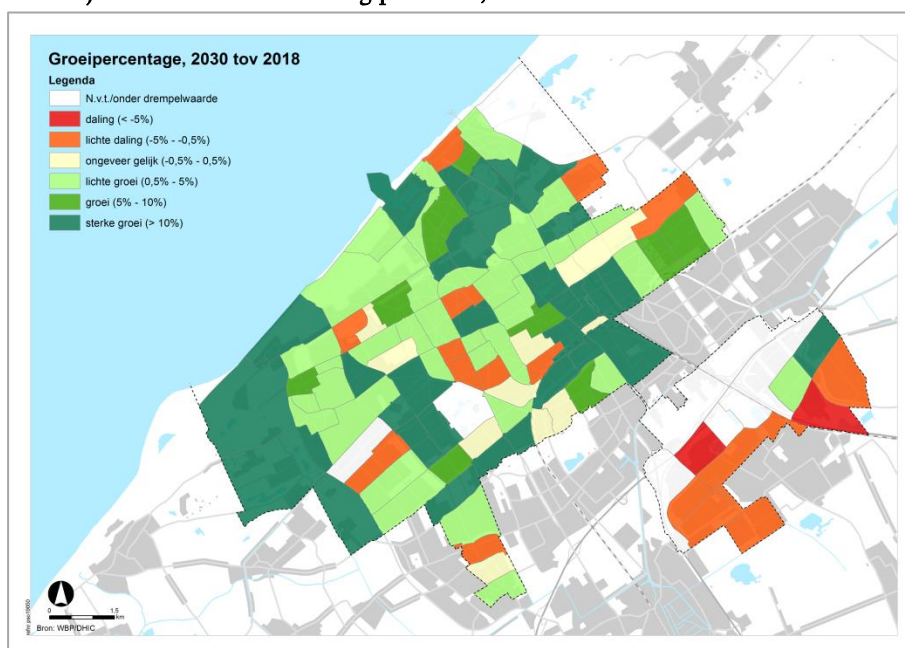 Groeipercentage, 2030 tov 2018
Legenda
N.v.t./onder drempelwaarde
daling (< -5%)
lichte daling (-5% - -0,5%)
ongeveer gelijk (-0,5% - 0,5%)
lichte groei (0,5% - 5%)
groei (5% - 10%)
sterke groei (> 10%)
0 1,5
km
Bron: WBP/DHIC